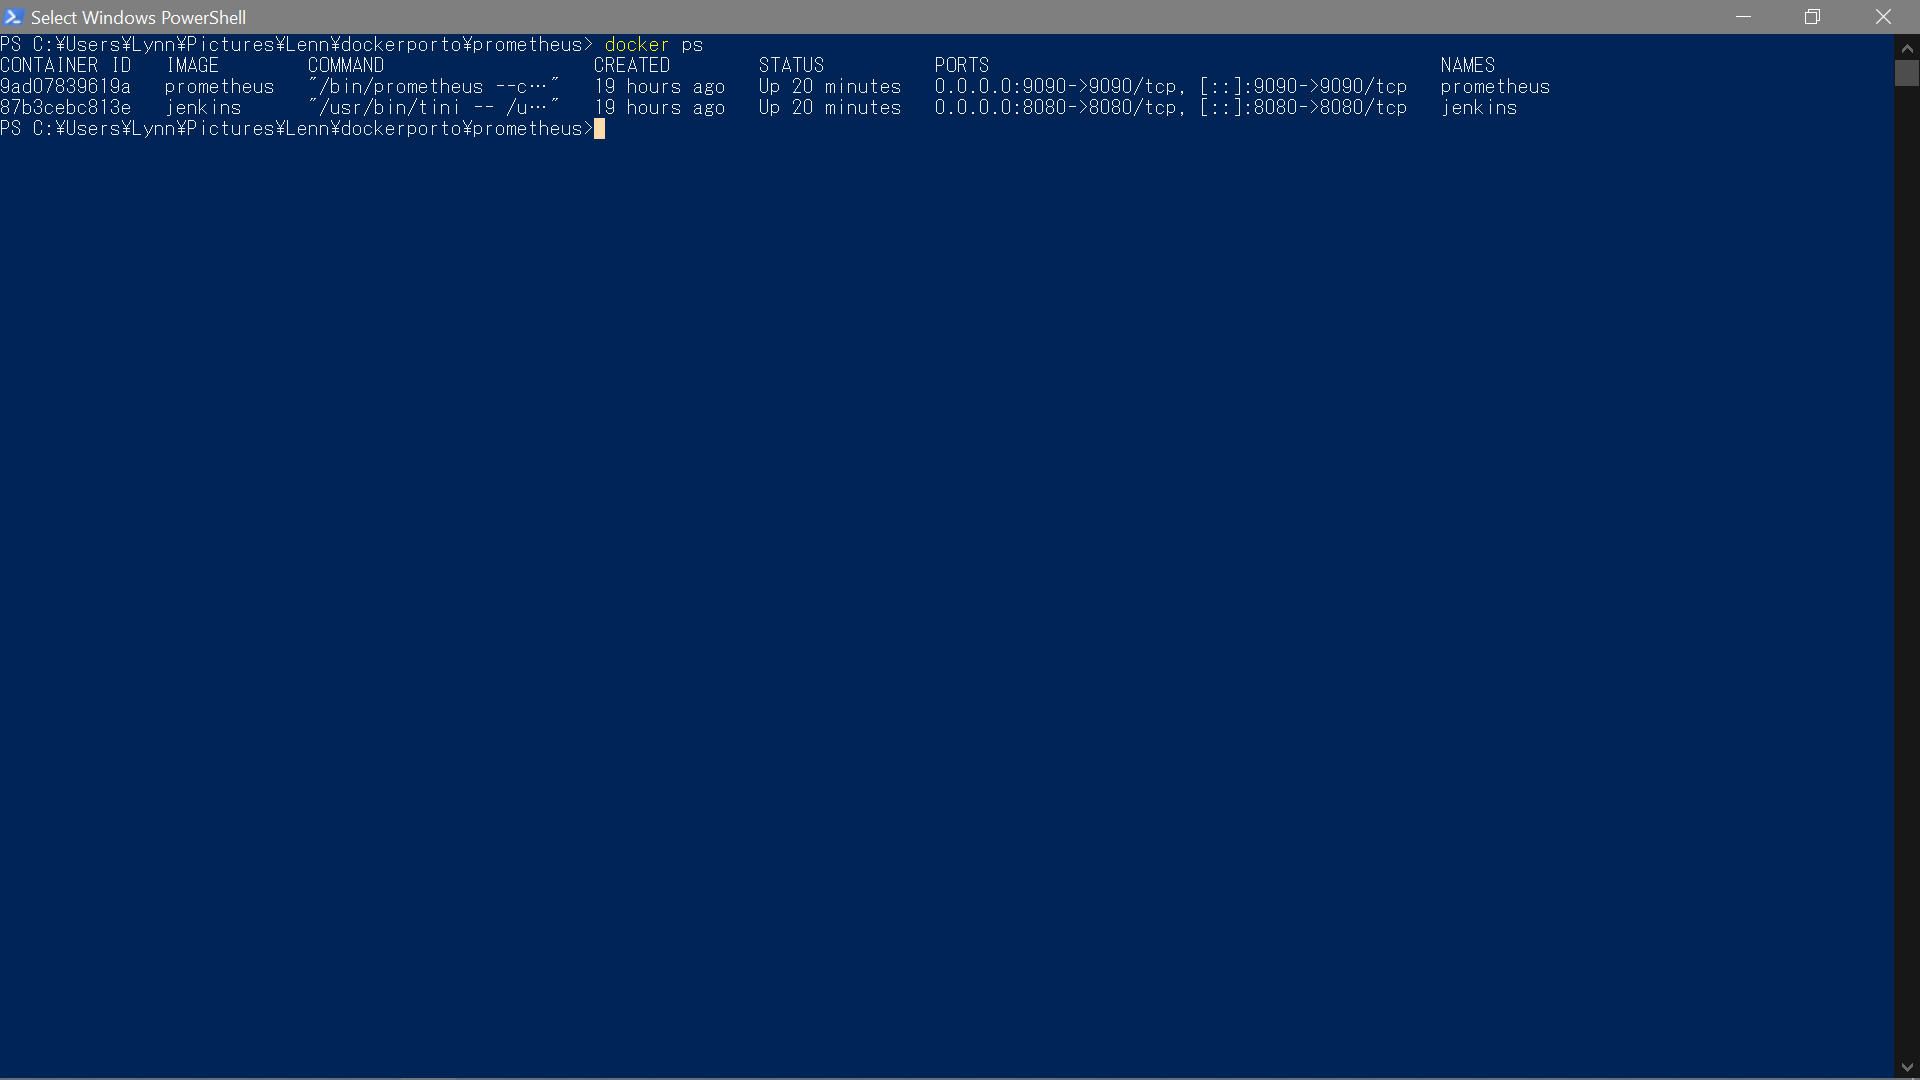 Select Windows PowerShell
PS C:¥Users¥Lynn¥Pictures¥Lenn¥dockerporto¥prometheus> docker ps
CONTAINER ID   IMAGE        COMMAND                   CREATED        STATUS          PORTS                                         NAMES
9ad07839619a   prometheus   "/bin/prometheus --c…"   19 hours ago   Up 20 minutes   0.0.0.0:9090->9090/tcp, [::]:9090->9090/tcp   prometheus
87b3cebc813e   jenkins      "/usr/bin/tini -- /u…"   19 hours ago   Up 20 minutes   0.0.0.0:8080->8080/tcp, [::]:8080->8080/tcp   jenkins
PS C:¥Users¥Lynn¥Pictures¥Lenn¥dockerporto¥prometheus>